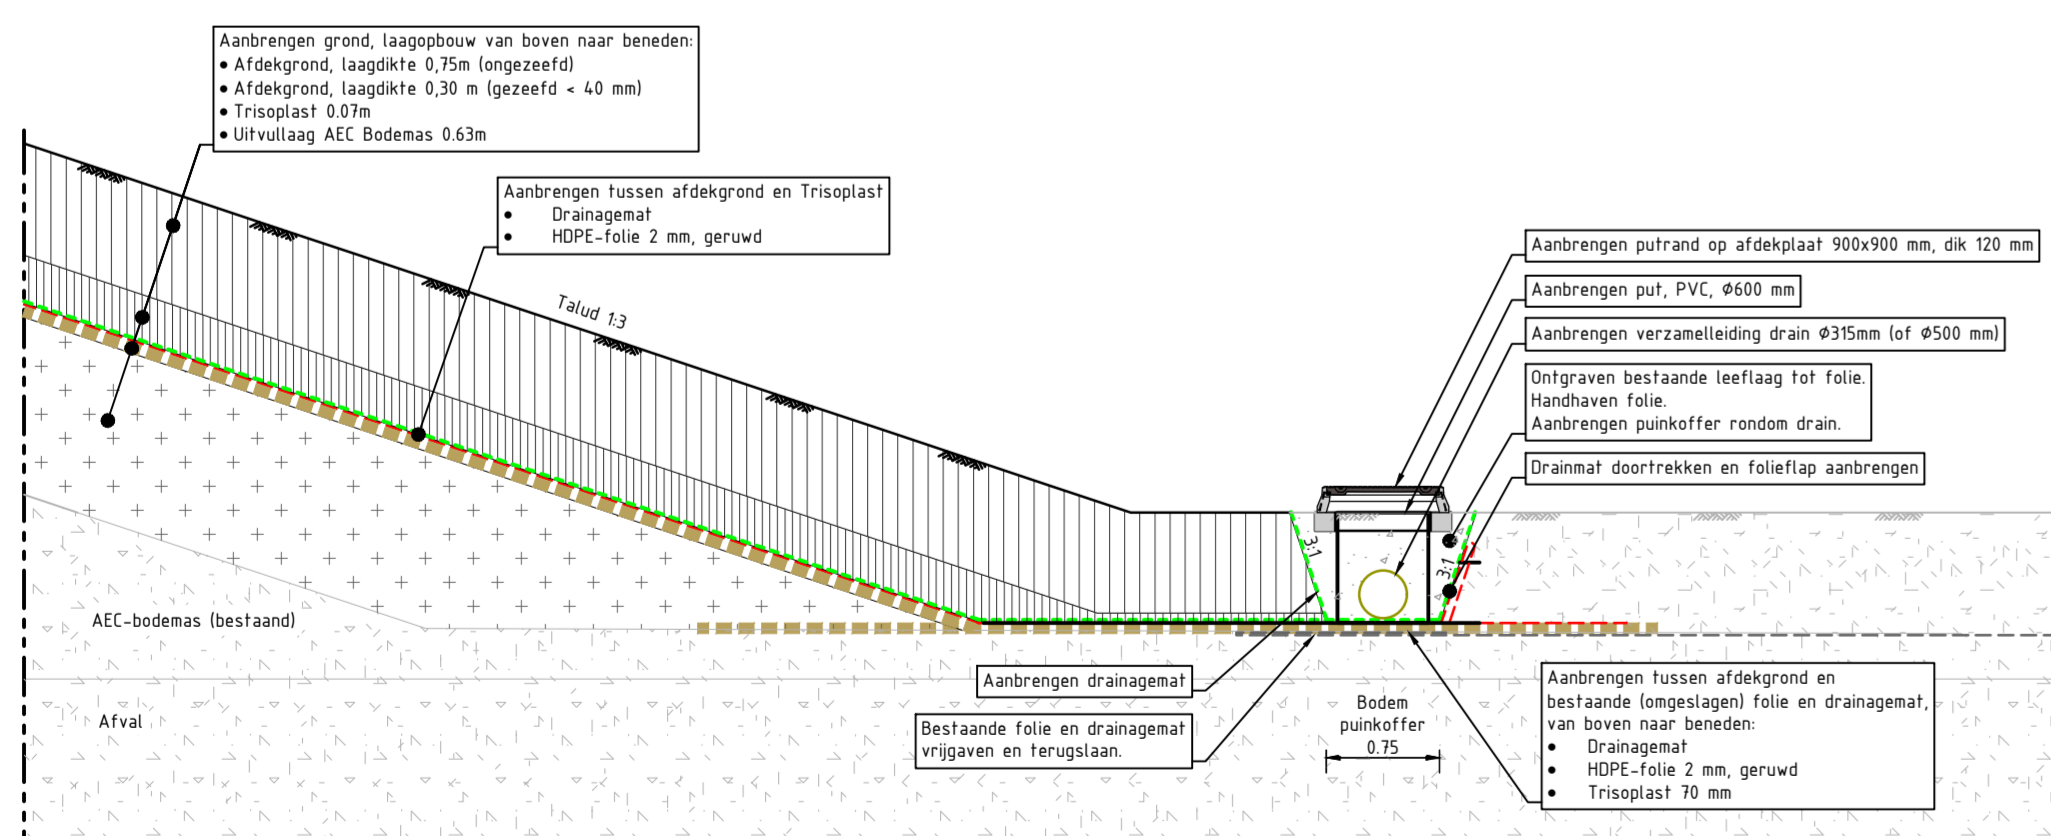 Aanbrengen grond, laagopbouw van boven naar beneden:
● Afdekgrond, laagdikte 0,75m (ongezeefd)
● Afdekgrond, laagdikte 0,30 m (gezeefd < 40 mm)
● Trisoplast 0.07m
● Uitvullaag AEC Bodemas 0.63m
Aanbrengen tussen afdekgrond en Trisoplast
● Drainagemat
● HDPE-folie 2 mm, geruwd
Talud 1:3
Aanbrengen putrand op afdekplaat 900x900 mm, dik 120 mm
Aanbrengen put, PVC, Ø600 mm
Aanbrengen verzamelleiding drain Ø315mm (of Ø500 mm)
Ontgraven bestaande leeflaag tot folie.
Handhaven folie.
Aanbrengen puinkoffer rondom drain.
Drainmat doortrekken en folieflap aanbrengen
3:1
3:1
AEC-bodemas (bestaand)
Afval
Aanbrengen drainagemat
Bestaande folie en drainagemat
vrijgaven en terugslaan.
Bodem
puinkoffer
0.75
Aanbrengen tussen afdekgrond en
bestaande (omgeslagen) folie en drainagemat,
van boven naar beneden:
● Drainagemat
● HDPE-folie 2 mm, geruwd
● Trisoplast 70 mm